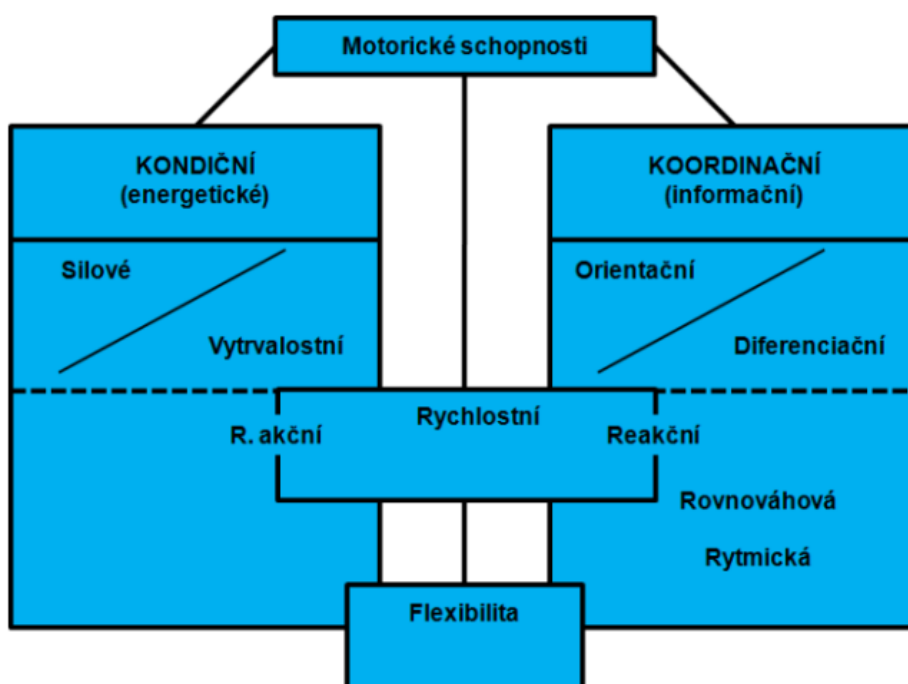 Motorické schopnosti
KONDIČNÍ
(energetické)
KOORDINAČNÍ
(informační)
Silové
Vytrvalostní
Orientační
Diferenciační
Rychlostní
R. akční
Reakční
Rovnováhová
Rytmická
Flexibilita